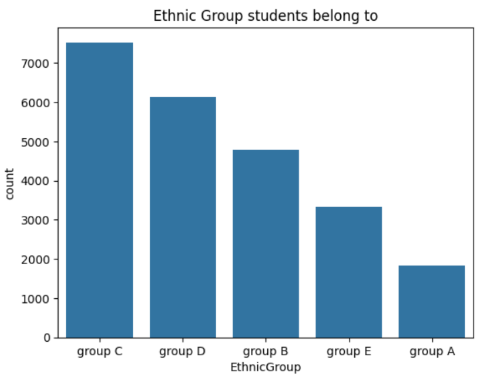 Ethnic Group students belong to
7000
6000
5000
4000
3000
2000
1000
0
count
group C group D group B group E group A
EthnicGroup